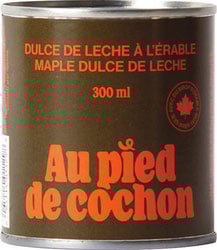 DULCE DE LECHE À L'ÉRABLE
MAPLE DULCE DE LECHE
300 ml
Au pied
de cochon